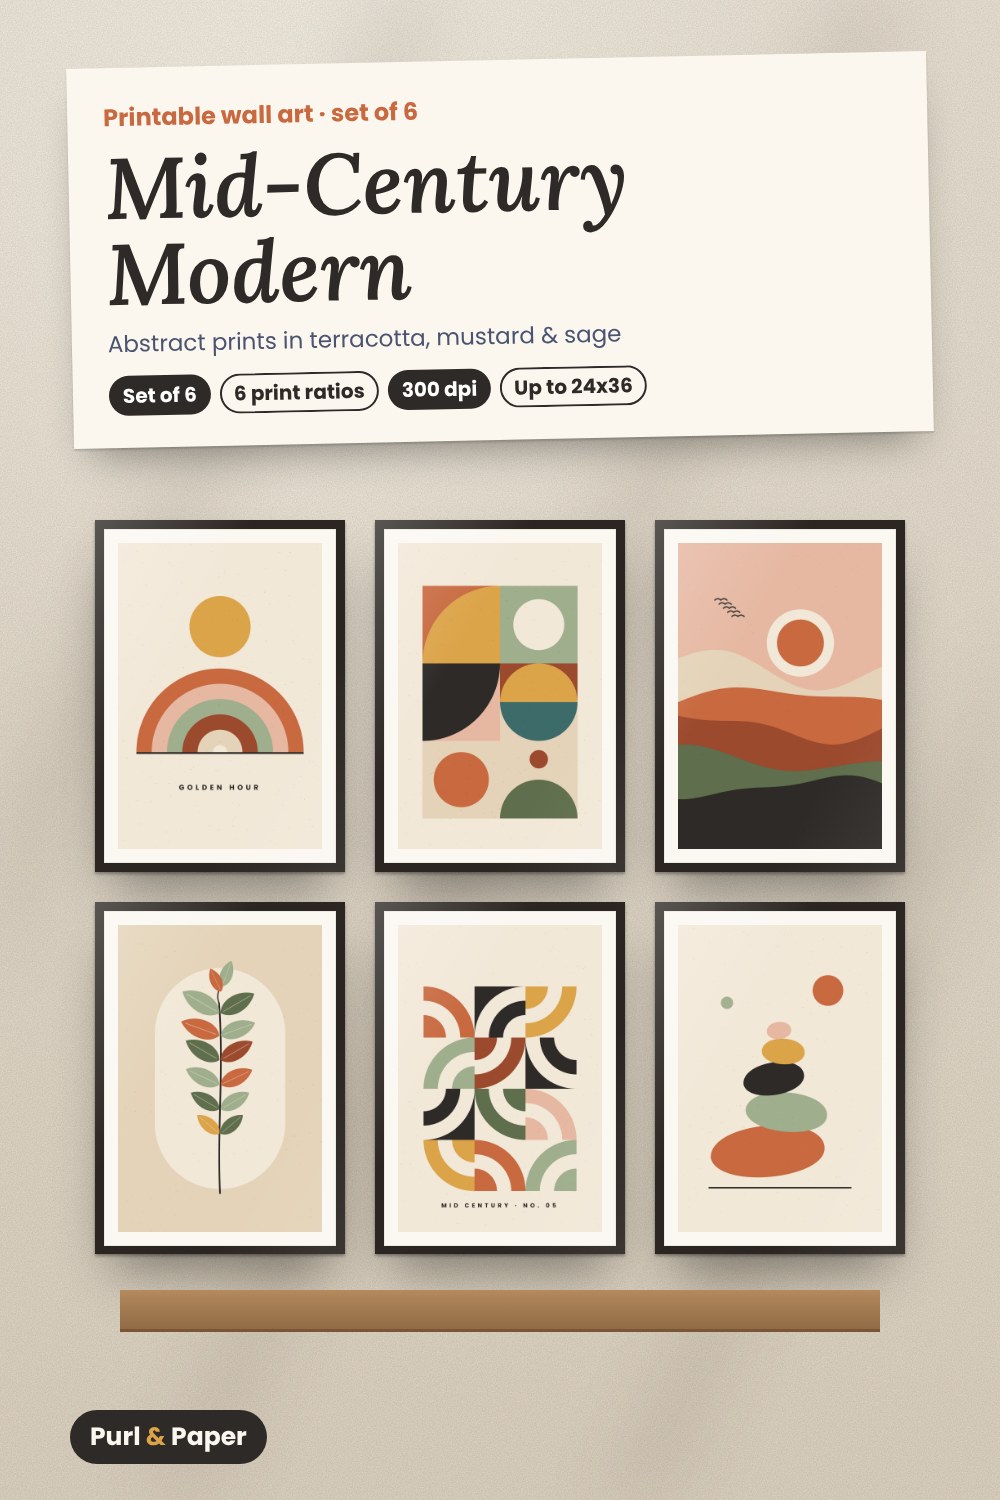 Printable wall art · set of 6
Mid-Century
Modern
Abstract prints in terracotta, mustard & sage
Set of 6
6 print ratios
300 dpi
Up to 24x36
GOLDEN HOUR
MID CENTURY · NO. 05
Purl & Paper